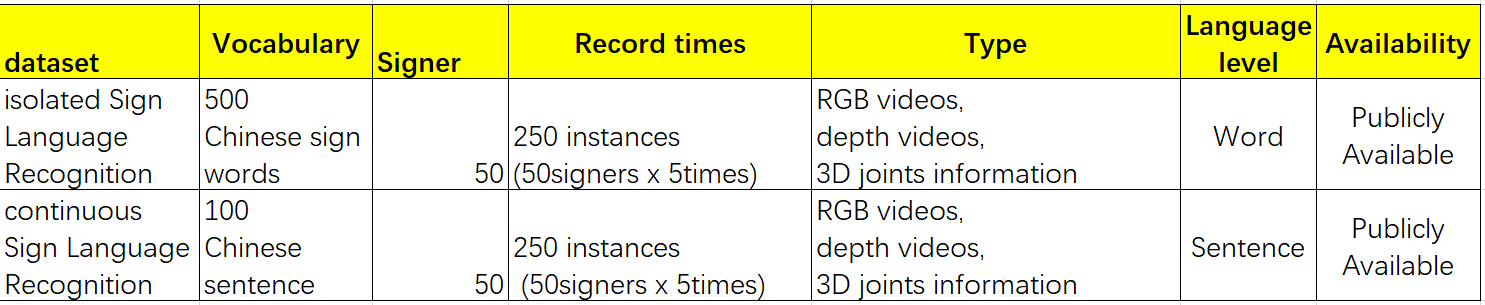 dataset
Vocabulary
Signer
Record times
Type
Language
level
Availability
isolated Sign
Language
Recognition
500
Chinese sign
words
50
250 instances
(50signers x 5times)
RGB videos,
depth videos,
3D joints information
Word
Publicly
Available
continuous
Sign Language
Recognition
100
Chinese
sentence
50
250 instances
(50signers x 5times)
RGB videos,
depth videos,
3D joints information
Sentence
Publicly
Available